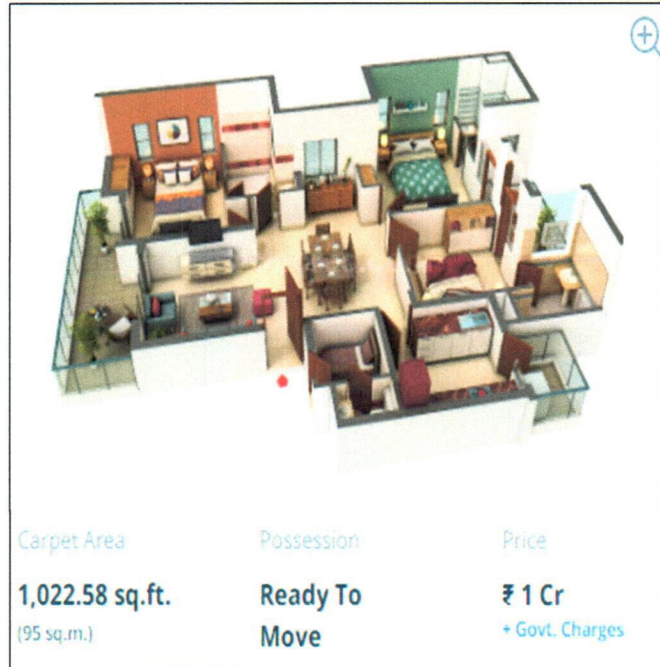 Carpet Area
Possession
Price
1,022.58 sq.ft.
(95 sq.m.)
Ready To
Move
₹ 1 Cr
+ Govt. Charges